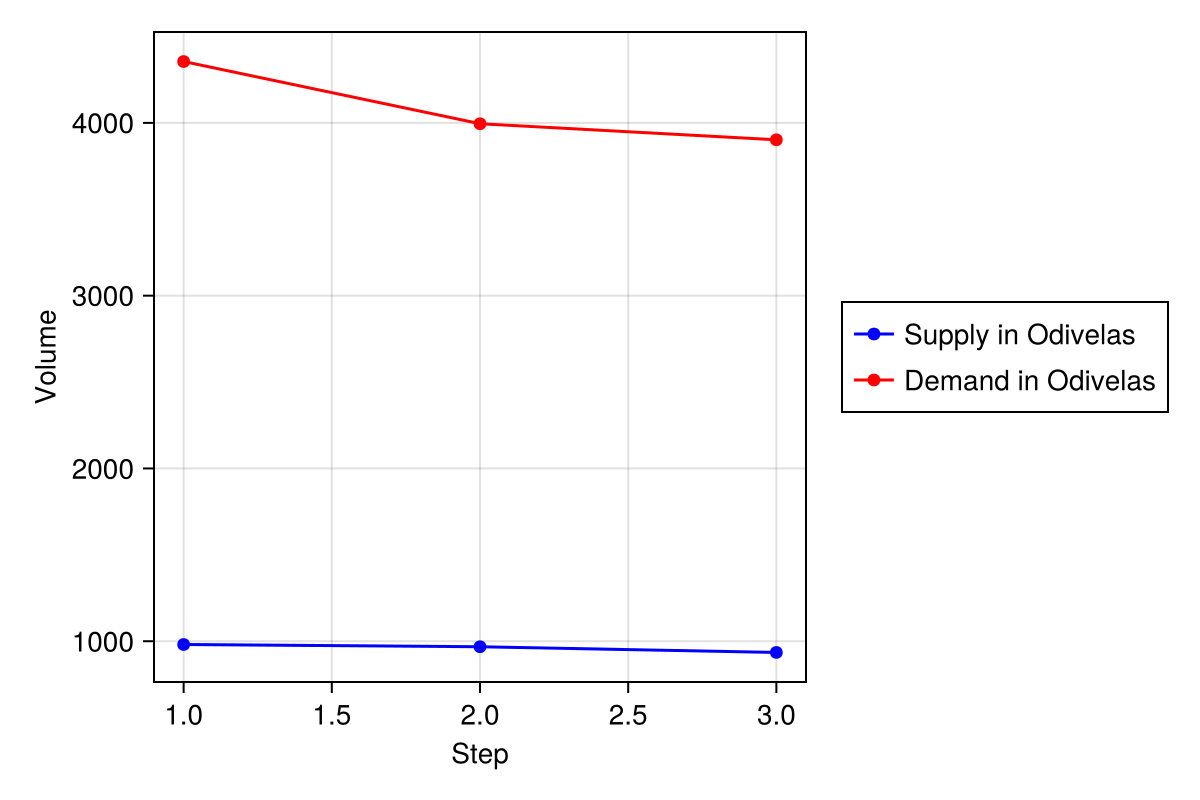 4000
3000
2000
1000
Volume
1.0 1.5 2.0 2.5 3.0
Step
Supply in Odivelas
Demand in Odivelas